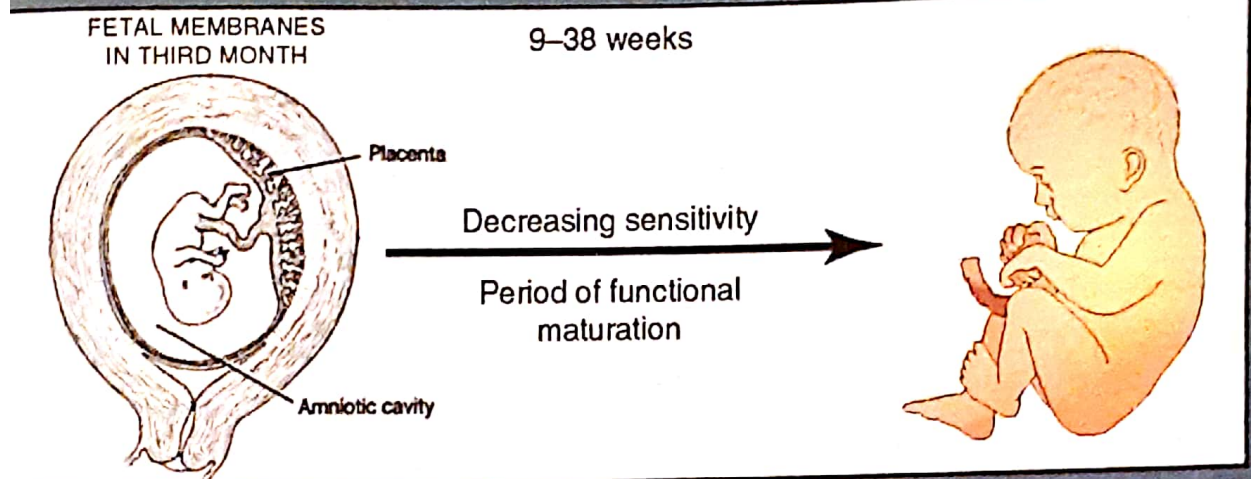 FETAL MEMBRANES
IN THIRD MONTH
9–38 weeks
Placenta
Decreasing sensitivity
Period of functional
maturation
Amniotic cavity